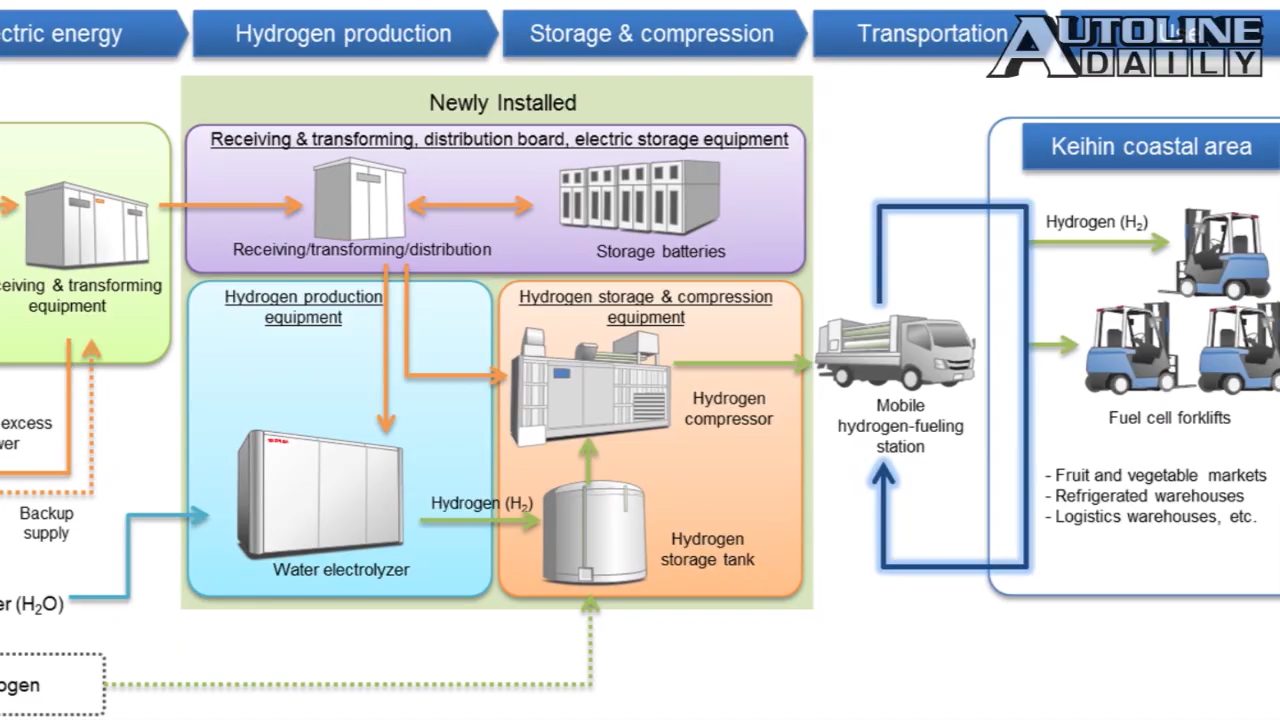 ctric energy
Hydrogen production
Storage & compression
Transportation
Use
AUTOLINE
DAILY
Newly Installed
Receiving & transforming, distribution board, electric storage equipment
Keihin coastal area
Receiving/transforming/distribution
Storage batteries
Hydrogen (H₂)
ceiving & transforming
equipment
Hydrogen production
equipment
Hydrogen storage & compression
equipment
Hydrogen
compressor
Mobile
hydrogen-fueling
station
Fuel cell forklifts
excess
wer
- Fruit and vegetable markets
- Refrigerated warehouses
- Logistics warehouses, etc.
Backup
supply
Hydrogen (H₂)
Hydrogen
storage tank
Water electrolyzer
er (H₂O)
ogen